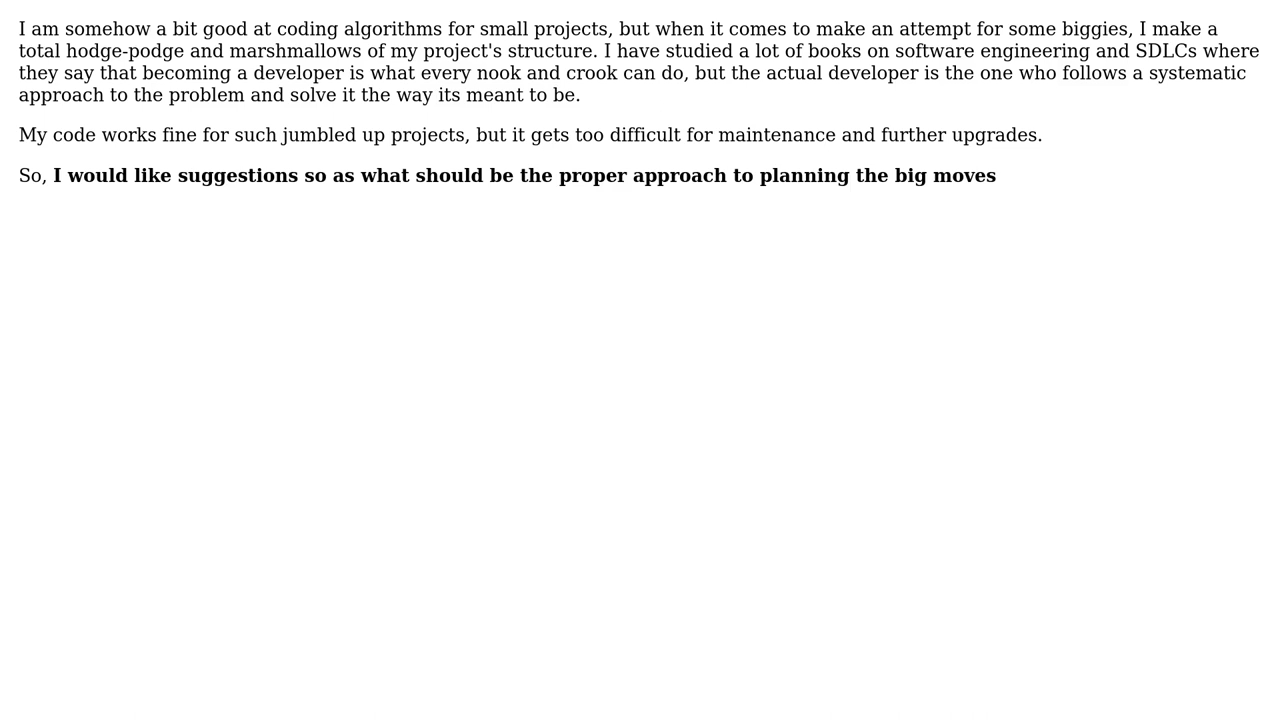 I am somehow a bit good at coding algorithms for small projects, but when it comes to make an attempt for some biggies, I make a
total hodge-podge and marshmallows of my project's structure. I have studied a lot of books on software engineering and SDLCs where
they say that becoming a developer is what every nook and crook can do, but the actual developer is the one who follows a systematic
approach to the problem and solve it the way its meant to be.
My code works fine for such jumbled up projects, but it gets too difficult for maintenance and further upgrades.
So, I would like suggestions so as what should be the proper approach to planning the big moves